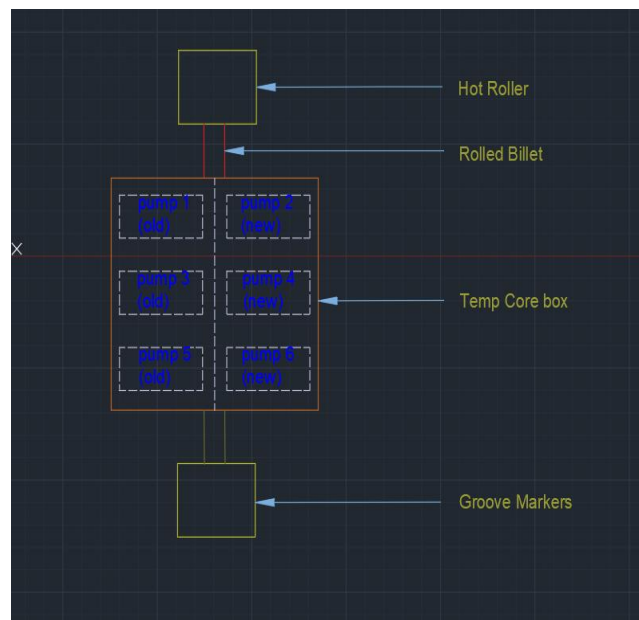 Hot Roller
Rolled Billet
pump 1
(old)
pump 2
(new)
X
pump 3
(old)
pump 4
(new)
Temp Core box
pump 5
(old)
pump 6
(new)
Groove Markers